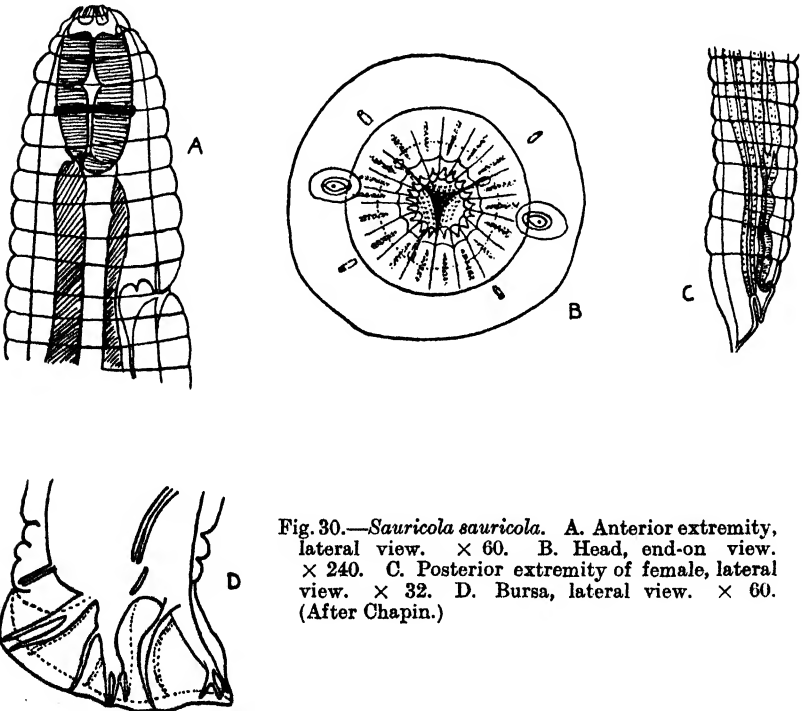 A
B
C
D
Fig. 30.—Sauricola sauricola. A. Anterior extremity,
lateral view. × 60. B. Head, end-on view.
× 240. C. Posterior extremity of female, lateral
view. × 32. D. Bursa, lateral view. × 60.
(After Chapin.)